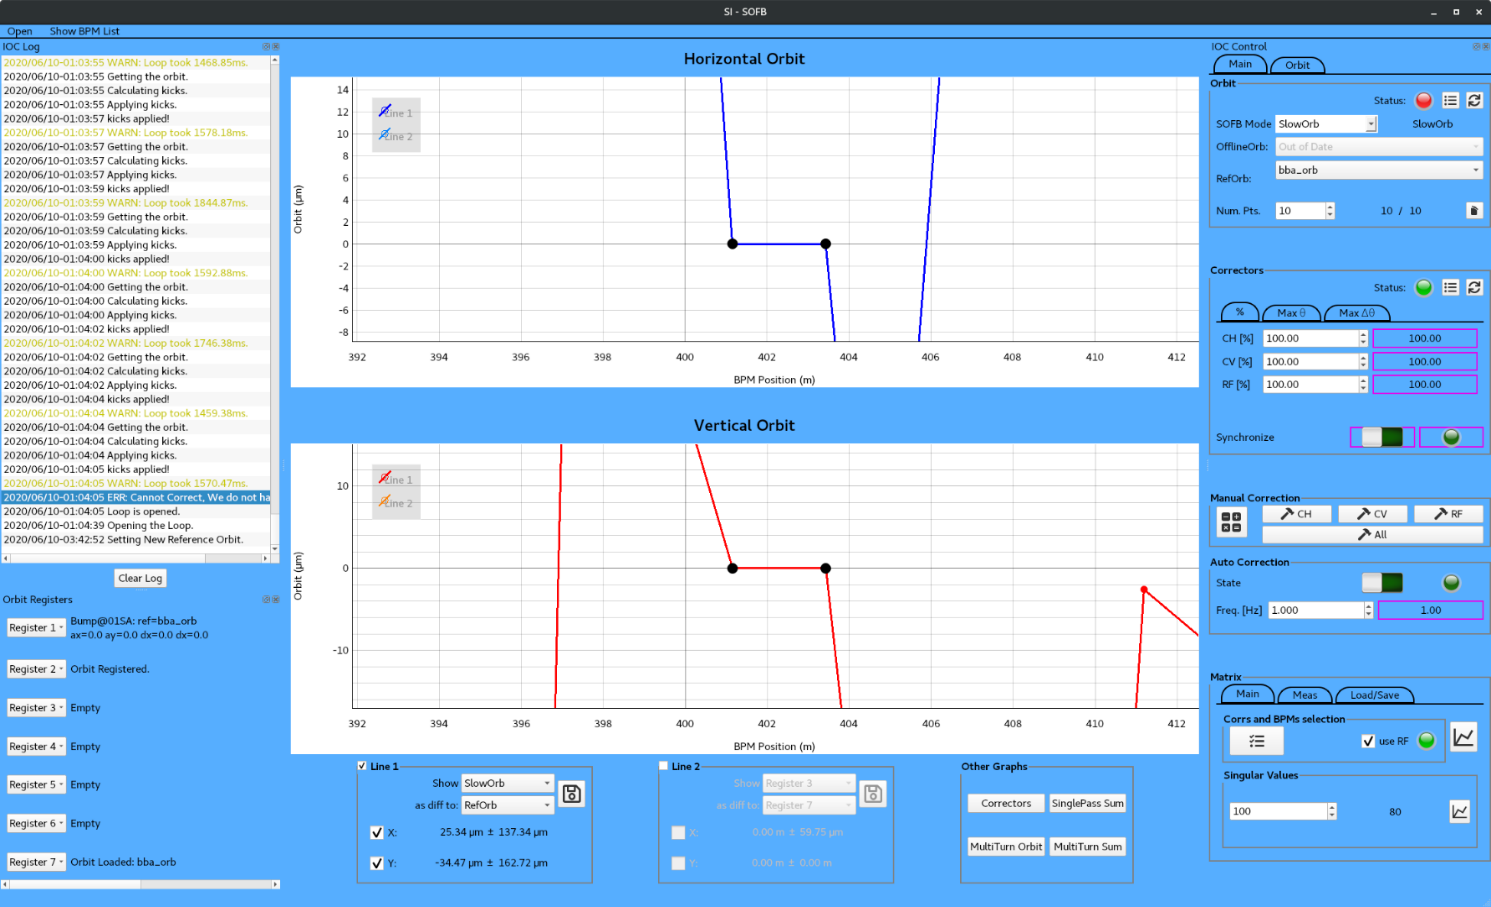 SI - SOFB
Open Show BPM List
IOC Log
2020/06/10-01:03:55 WARN: Loop took 1468.85ms.
2020/06/10-01:03:55 Getting the orbit.
2020/06/10-01:03:55 Calculating kicks.
2020/06/10-01:03:55 Applying kicks.
2020/06/10-01:03:57 kicks applied!
2020/06/10-01:03:57 WARN: Loop took 1578.18ms.
2020/06/10-01:03:57 Getting the orbit.
2020/06/10-01:03:57 Calculating kicks.
2020/06/10-01:03:57 Applying kicks.
2020/06/10-01:03:59 kicks applied!
2020/06/10-01:03:59 WARN: Loop took 1844.87ms.
2020/06/10-01:03:59 Getting the orbit.
2020/06/10-01:03:59 Calculating kicks.
2020/06/10-01:03:59 Applying kicks.
2020/06/10-01:04:00 kicks applied!
2020/06/10-01:04:00 WARN: Loop took 1592.88ms.
2020/06/10-01:04:00 Getting the orbit.
2020/06/10-01:04:00 Calculating kicks.
2020/06/10-01:04:00 Applying kicks.
2020/06/10-01:04:02 kicks applied!
2020/06/10-01:04:02 WARN: Loop took 1746.38ms.
2020/06/10-01:04:02 Getting the orbit.
2020/06/10-01:04:02 Calculating kicks.
2020/06/10-01:04:02 Applying kicks.
2020/06/10-01:04:04 kicks applied!
2020/06/10-01:04:04 WARN: Loop took 1459.38ms.
2020/06/10-01:04:04 Getting the orbit.
2020/06/10-01:04:04 Calculating kicks.
2020/06/10-01:04:04 Applying kicks.
2020/06/10-01:04:05 kicks applied!
2020/06/10-01:04:05 WARN: Loop took 1570.47ms.
2020/06/10-01:04:05 ERR: Cannot Correct, We do not ha
2020/06/10-01:04:05 Loop is opened.
2020/06/10-01:04:39 Opening the Loop.
2020/06/10-03:42:52 Setting New Reference Orbit.
Clear Log
Orbit Registers
Register 1 Bump@01SA: ref=bba_orb
ax=0.0 ay=0.0 dx=0.0 dx=0.0
Register 2 Orbit Registered.
Register 3 Empty
Register 4 Empty
Register 5 Empty
Register 6 Empty
Register 7 Orbit Loaded: bba_orb
Horizontal Orbit
Line 1
Line 2
Orbit (μm)
14
12
10
8
6
4
2
0
-2
-4
-6
-8
392 394 396 398 400 402 404 406 408 410 412
BPM Position (m)
Vertical Orbit
Line 1
Line 2
Orbit (μm)
10
0
-10
392 394 396 398 400 402 404 406 408 410 412
BPM Position (m)
Line 1
Show SlowOrb
as diff to: RefOrb
X: 25.34 μm ± 137.34 μm
Y: -34.47 μm ± 162.72 μm
Line 2
Show Register 3
as diff to: Register 7
X: 0.00 m ± 59.75 μm
Y: 0.00 m ± 0.00 m
Other Graphs
Correctors SinglePass Sum
MultiTurn Orbit MultiTurn Sum
IOC Control
Main Orbit
Orbit
Status:
SOFB Mode SlowOrb SlowOrb
OfflineOrb: Out of Date
RefOrb: bba_orb
Num. Pts. 10 10 / 10
Correctors
Status:
% Max θ Max Δθ
CH [%] 100.00 100.00
CV [%] 100.00 100.00
RF [%] 100.00 100.00
Synchronize
Manual Correction
CH CV RF
All
Auto Correction
State
Freq. [Hz] 1.000 1.00
Matrix
Main Meas Load/Save
Corrs and BPMs selection
use RF
Singular Values
100 80